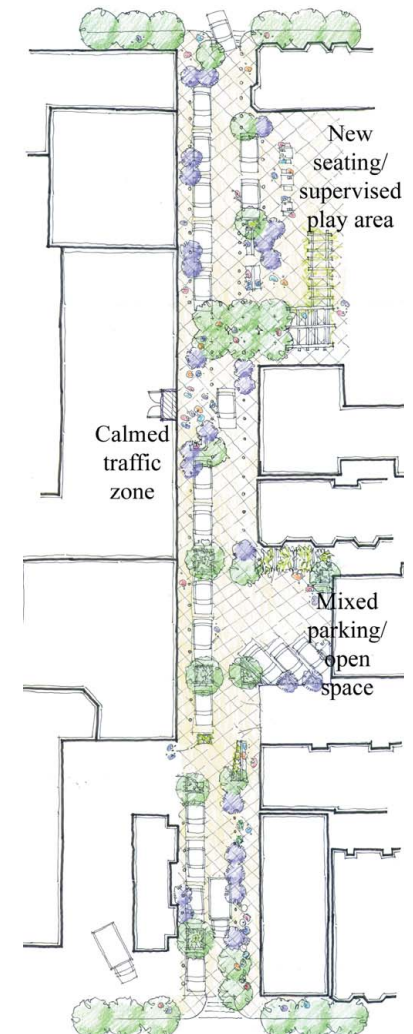 New
seating/
supervised
play area
Calmed
traffic
zone
Mixed
parking/
open
space